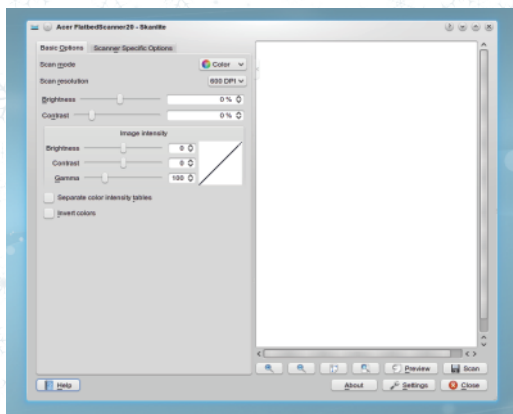 Acer FlatbedScanner20 - Skanlite
Basic Options Scanner Specific Options
Scan mode Color
Scan resolution 600 DPI
Brightness 0 %
Contrast 0 %
Image intensity
Brightness 0
Contrast 0
Gamma 100
Separate color intensity tables
Invert colors
Preview Scan
Help About Settings Close